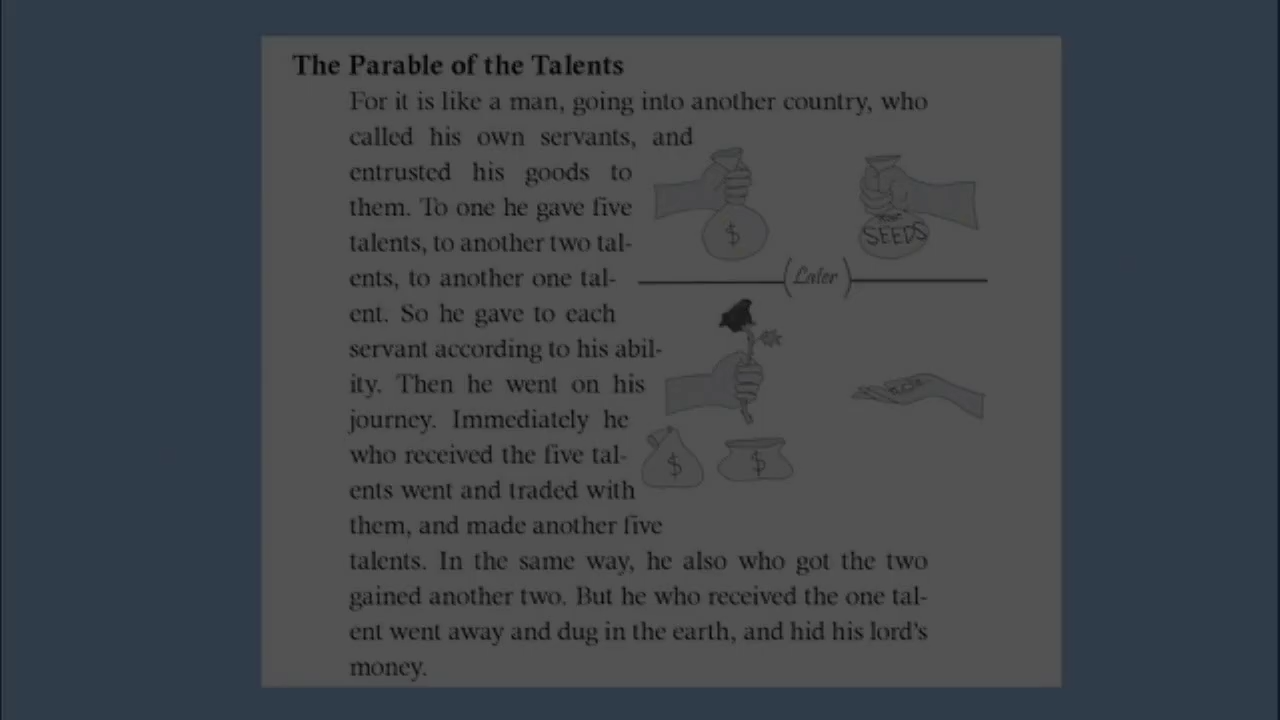 The Parable of the Talents
For it is like a man, going into another country, who
called his own servants, and
entrusted his goods to
them. To one he gave five
talents, to another two tal-
ents, to another one tal-
ent. So he gave to each
servant according to his abil-
ity. Then he went on his
journey. Immediately he
who received the five tal-
ents went and traded with
them, and made another five
talents. In the same way, he also who got the two
gained another two. But he who received the one tal-
ent went away and dug in the earth, and hid his lord's
money.
$
SEEDS
(Later)
$
$